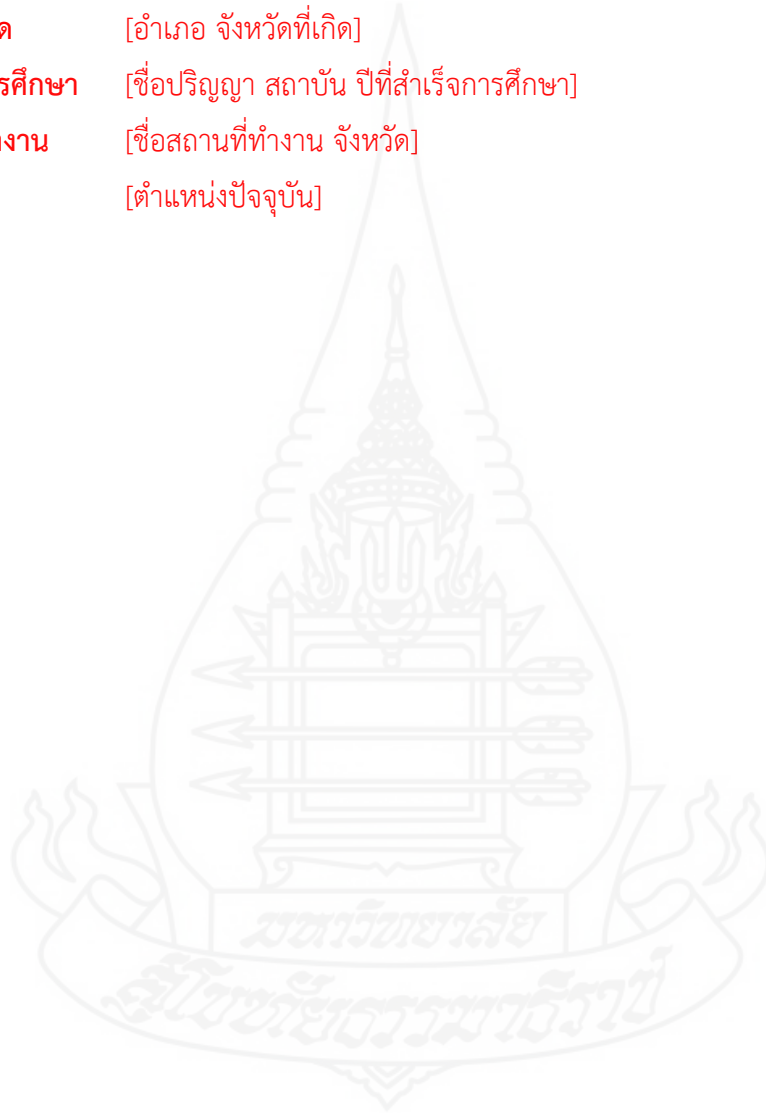 ด [อำเภอ จังหวัดที่เกิด]
รศึกษา [ชื่อปริญญา สถาบัน ปีที่สำเร็จการศึกษา]
งาน [ชื่อสถานที่ทำงาน จังหวัด]
[ตำแหน่งปัจจุบัน]
มหาวิทยาลัย
สุโขทัยธรรมาธิราช